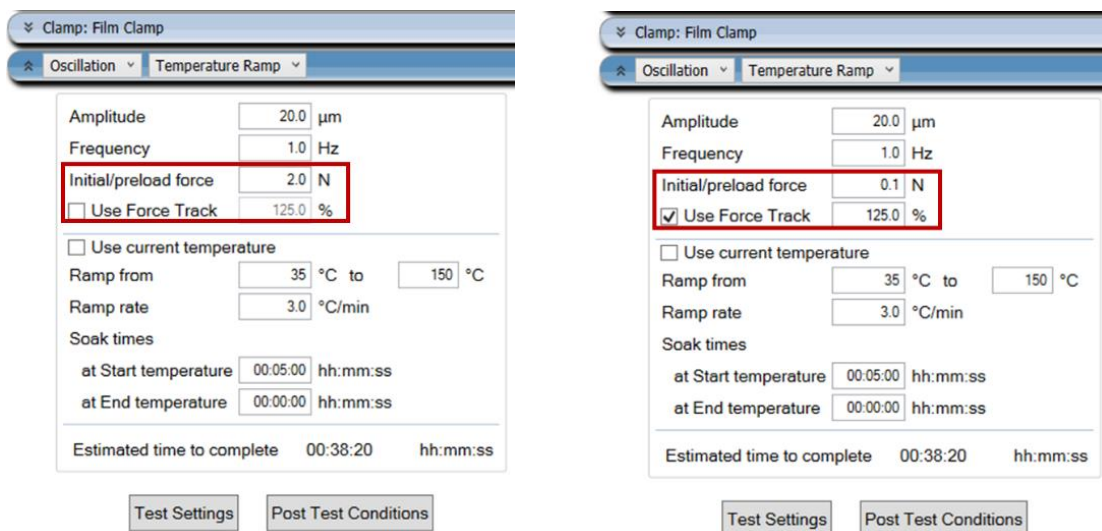 Clamp: Film Clamp
Oscillation Temperature Ramp
Amplitude 20.0 µm
Frequency 1.0 Hz
Initial/preload force 2.0 N
Use Force Track 125.0 %
Use current temperature
Ramp from 35 °C to 150 °C
Ramp rate 3.0 °C/min
Soak times
at Start temperature 00:05:00 hh:mm:ss
at End temperature 00:00:00 hh:mm:ss
Estimated time to complete 00:38:20 hh:mm:ss
Test Settings Post Test Conditions
Clamp: Film Clamp
Oscillation Temperature Ramp
Amplitude 20.0 µm
Frequency 1.0 Hz
Initial/preload force 0.1 N
Use Force Track 125.0 %
Use current temperature
Ramp from 35 °C to 150 °C
Ramp rate 3.0 °C/min
Soak times
at Start temperature 00:05:00 hh:mm:ss
at End temperature 00:00:00 hh:mm:ss
Estimated time to complete 00:38:20 hh:mm:ss
Test Settings Post Test Conditions